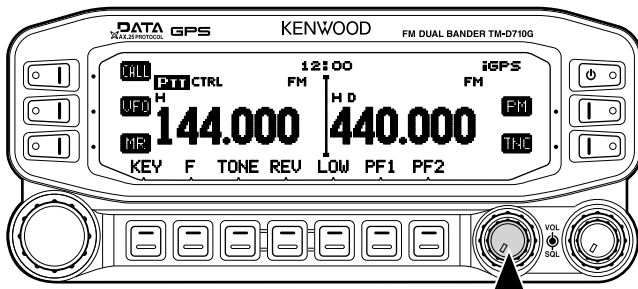 DATA GPS KENWOOD FM DUAL BANDER TM-D710G
AX.25 PROTOCOL
CALL 12:00 iGPS
PTT CTRL FM FM
VFO H H D PM
144.000 440.000
MR TNC
KEY F TONE REV LOW PF1 PF2
VOL
SQL